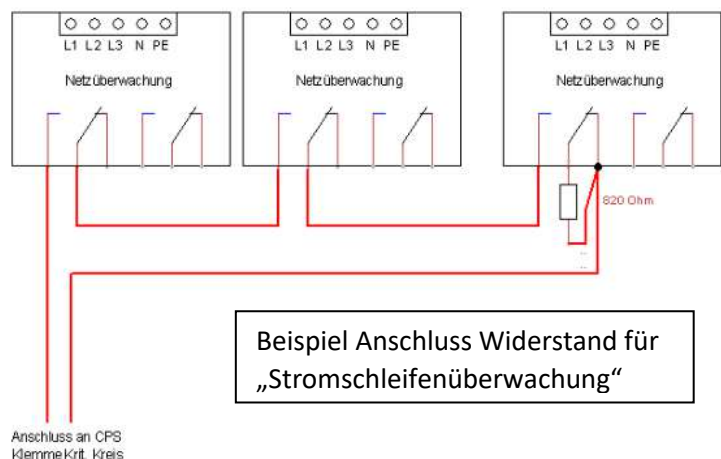 L1 L2 L3 N PE
Netzüberwachung
L1 L2 L3 N PE
Netzüberwachung
L1 L2 L3 N PE
Netzüberwachung
820 Ohm
Beispiel Anschluss Widerstand für
„Stromschleifenüberwachung“
Anschluss an CPS
Klemme Krit. Kreis